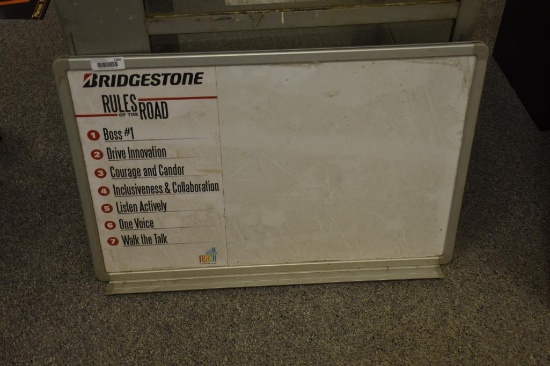 BRIDGESTONE
RULES
OF THE
ROAD
1 Boss #1
2 Drive Innovation
3 Courage and Candor
4 Inclusiveness & Collaboration
5 Listen Actively
6 One Voice
7 Walk the Talk